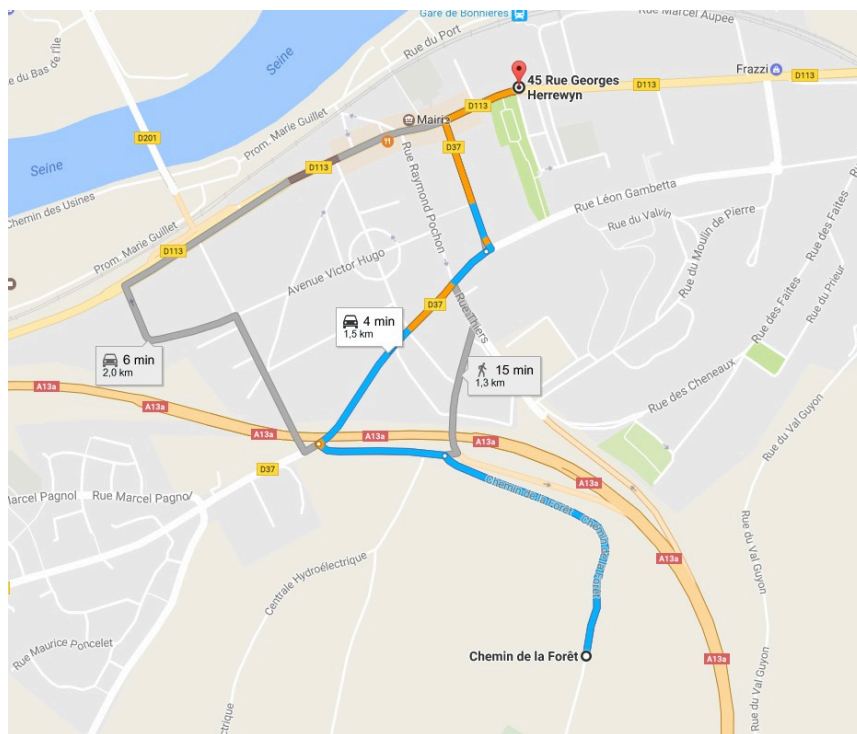 Gare de Bonnières
Rue Marcel Aupee
Rue du Port
e du Bas de l'Île
Seine
Frazzi
45 Rue Georges
Herrewyn
D113
D113
Mairie
Prom. Marie Guillet
D201
D37
Seine
D113
Rue Raymond Pochon
Rue Léon Gambetta
Chemin des Usines
Rue du Valvin
Rue du Moulin de Pierre
Rue des Faites
Prom. Marie Guillet
D113
Avenue Victor Hugo
Rue du Prieur
D37
Rue Thiers
4 min
1,5 km
Rue des Faites
6 min
2,0 km
15 min
1,3 km
A13a
Rue des Cheneaux
Rue du Val Guyon
A13a
A13a
A13a
D37
A13a
Marcel Pagnol
Rue Marcel Pagnol
Chemin de la Forêt
Chemin de la Forêt
A13a
Rue du Val Guyon
Centrale Hydroélectrique
Rue Maurice Poncelet
Chemin de la Forêt
A13a
Rue du Val Guyon
ctrique